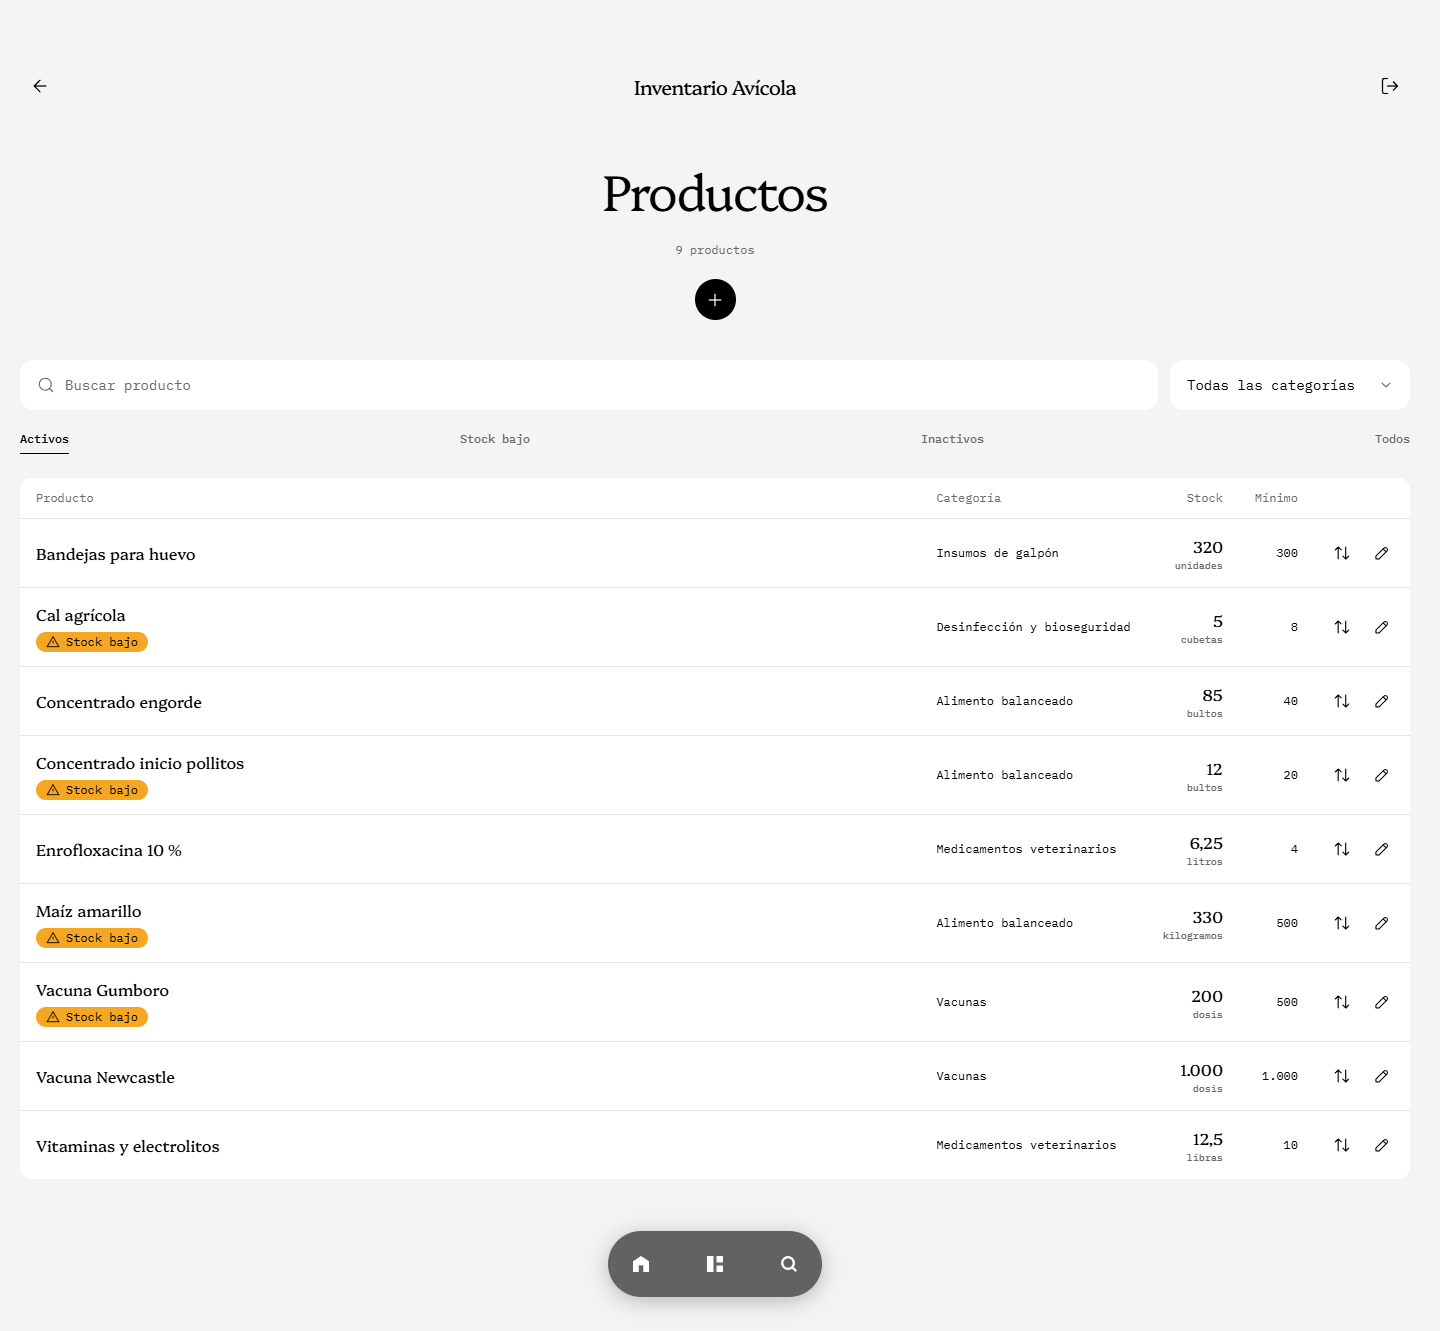 Inventario Avícola
Productos
9 productos
Buscar producto
Todas las categorías
Activos
Stock bajo
Inactivos
Todos
Producto Categoría Stock Mínimo
Bandejas para huevo Insumos de galpón 320 unidades 300
Cal agrícola Desinfección y bioseguridad 5 cubetas 8
Stock bajo
Concentrado engorde Alimento balanceado 85 bultos 40
Concentrado inicio pollitos Alimento balanceado 12 bultos 20
Stock bajo
Enrofloxacina 10 % Medicamentos veterinarios 6,25 litros 4
Maíz amarillo Alimento balanceado 330 kilogramos 500
Stock bajo
Vacuna Gumboro Vacunas 200 dosis 500
Stock bajo
Vacuna Newcastle Vacunas 1.000 dosis 1.000
Vitaminas y electrolitos Medicamentos veterinarios 12,5 libras 10